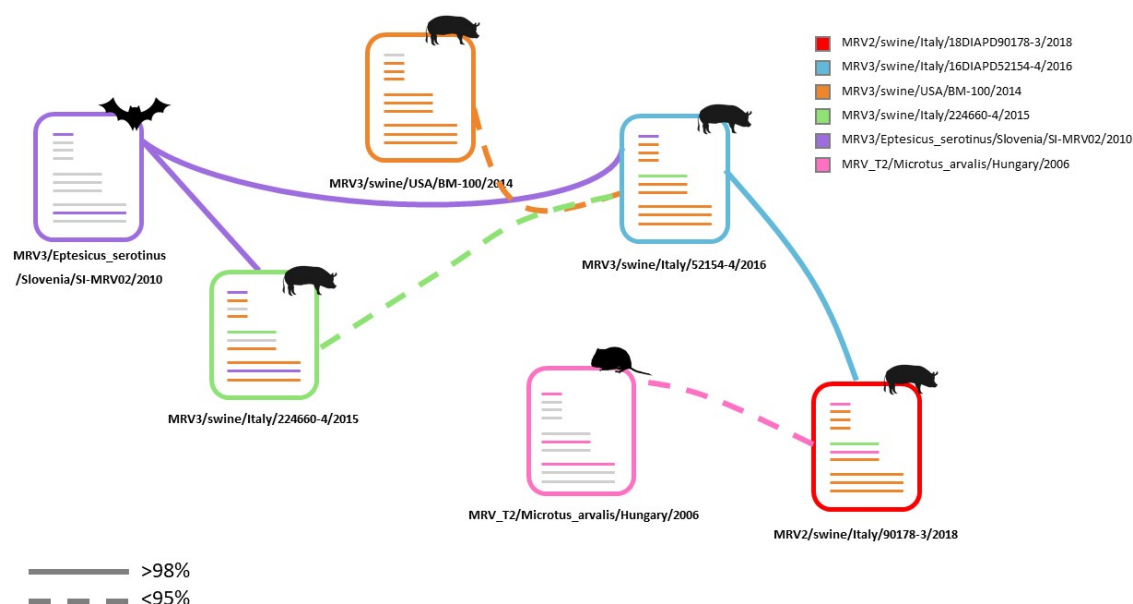 MRV2/swine/Italy/18DIAPD90178-3/2018
MRV3/swine/Italy/16DIAPD52154-4/2016
MRV3/swine/USA/BM-100/2014
MRV3/swine/Italy/224660-4/2015
MRV3/Eptesicus_serotinus/Slovenia/SI-MRV02/2010
MRV_T2/Microtus_arvalis/Hungary/2006
MRV3/swine/USA/BM-100/2014
MRV3/Eptesicus_serotinus
/Slovenia/SI-MRV02/2010
MRV3/swine/Italy/52154-4/2016
MRV3/swine/Italy/224660-4/2015
MRV_T2/Microtus_arvalis/Hungary/2006
MRV2/swine/Italy/90178-3/2018
>98%
<95%